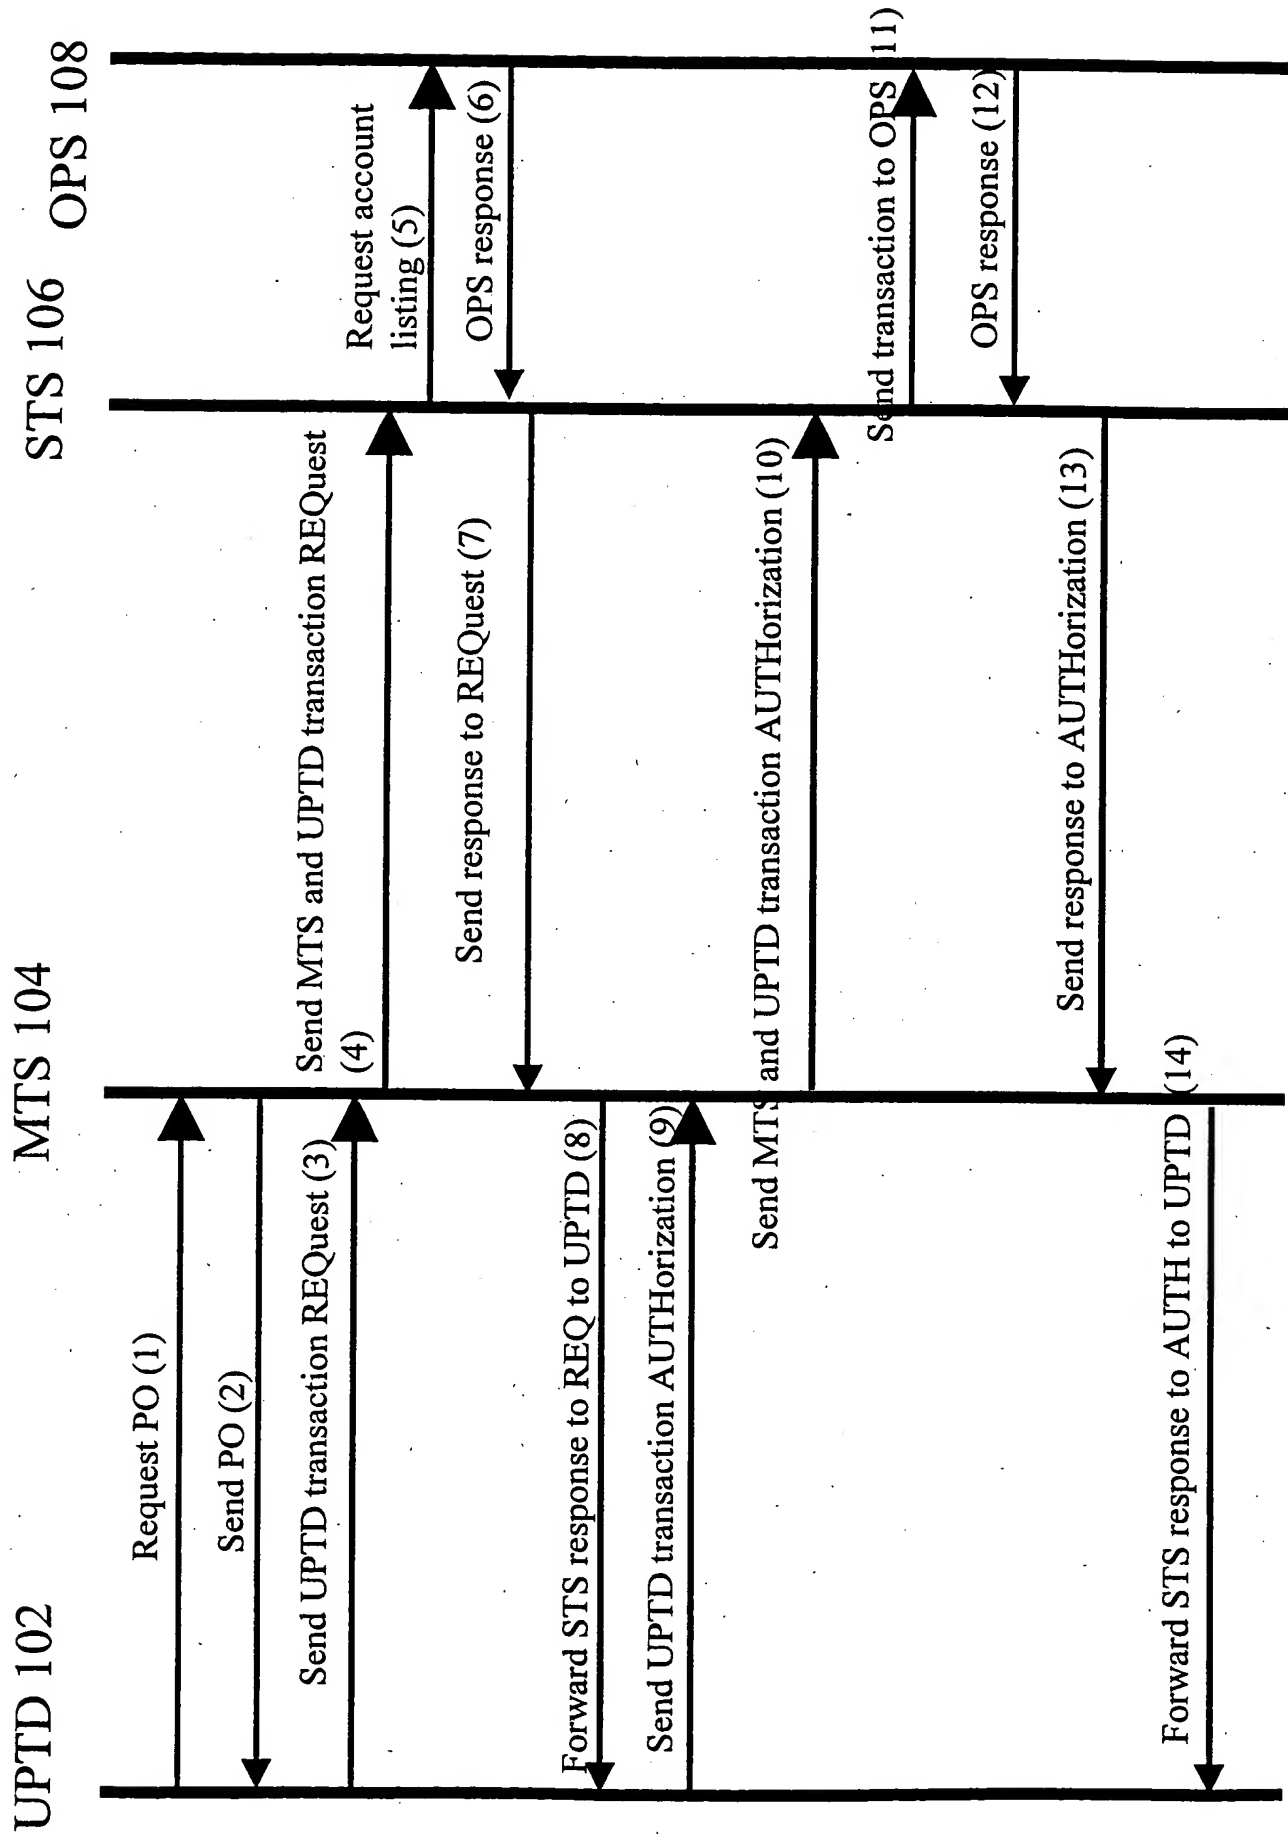 UPTD 102
MTS 104
STS 106
OPS 108
Request PO (1)
Send PO (2)
Send UPTD transaction REQuest (3)
Send MTS and UPTD transaction REQuest
(4)
Request account
listing (5)
OPS response (6)
Send response to REQuest (7)
Forward STS response to REQ to UPTD (8)
Send UPTD transaction AUTHorization (9)
Send MTS and UPTD transaction AUTHorization (10)
Send transaction to OPS (11)
OPS response (12)
Send response to AUTHorization (13)
Forward STS response to AUTH to UPTD (14)